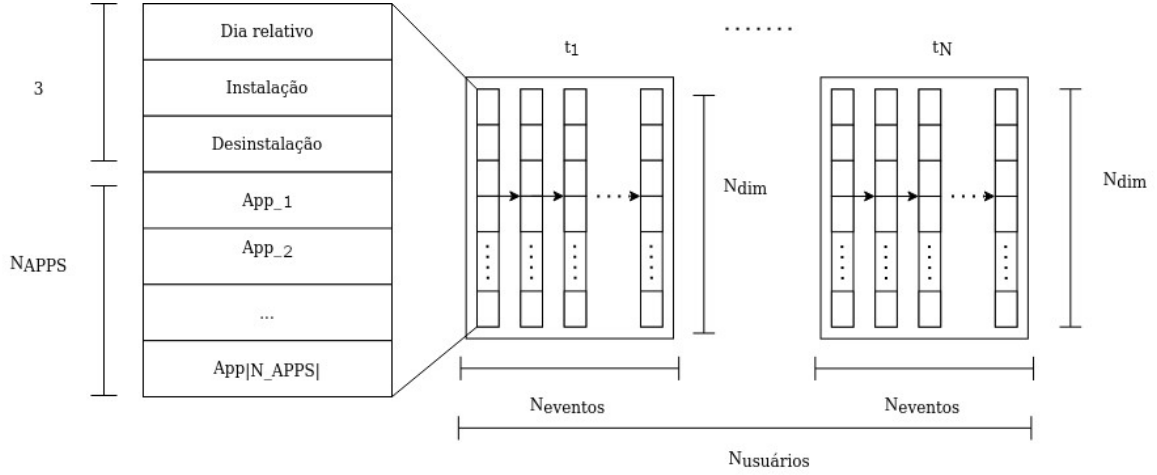 Dia relativo
Instalação
Desinstalação
App_1
App_2
...
App|N_APPS|
3
NAPPS
t1
.......
tN
Ndim
Ndim
Neventos
Neventos
Nusuários